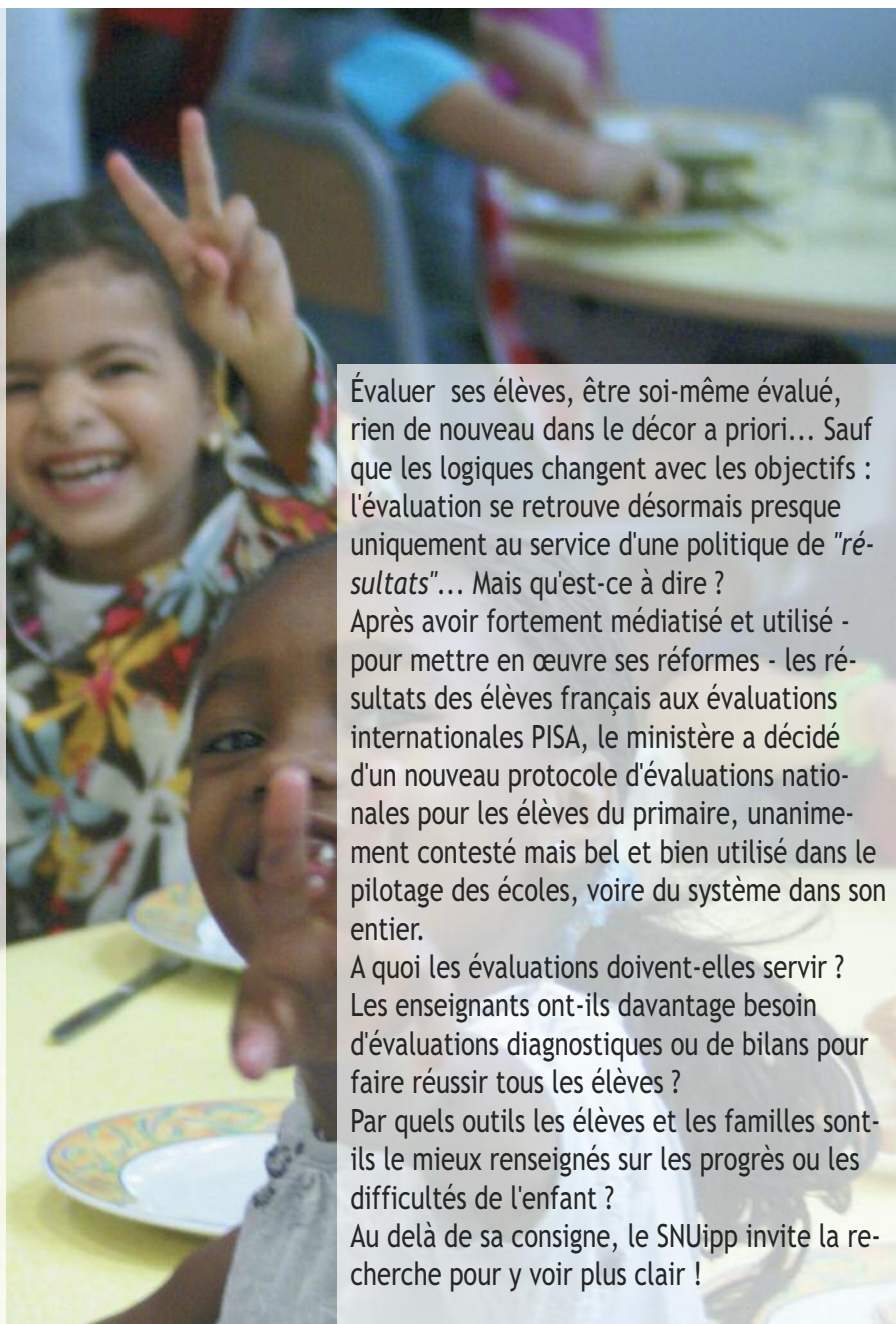 Évaluer ses élèves, être soi-même évalué,
rien de nouveau dans le décor a priori... Sauf
que les logiques changent avec les objectifs :
l'évaluation se retrouve désormais presque
uniquement au service d'une politique de "ré-
sultats"... Mais qu'est-ce à dire ?
Après avoir fortement médiatisé et utilisé -
pour mettre en œuvre ses réformes - les ré-
sultats des élèves français aux évaluations
internationales PISA, le ministère a décidé
d'un nouveau protocole d'évaluations natio-
nales pour les élèves du primaire, unanime-
ment contesté mais bel et bien utilisé dans le
pilotage des écoles, voire du système dans son
entier.
A quoi les évaluations doivent-elles servir ?
Les enseignants ont-ils davantage besoin
d'évaluations diagnostiques ou de bilans pour
faire réussir tous les élèves ?
Par quels outils les élèves et les familles sont-
ils le mieux renseignés sur les progrès ou les
difficultés de l'enfant ?
Au delà de sa consigne, le SNUipp invite la re-
cherche pour y voir plus clair !